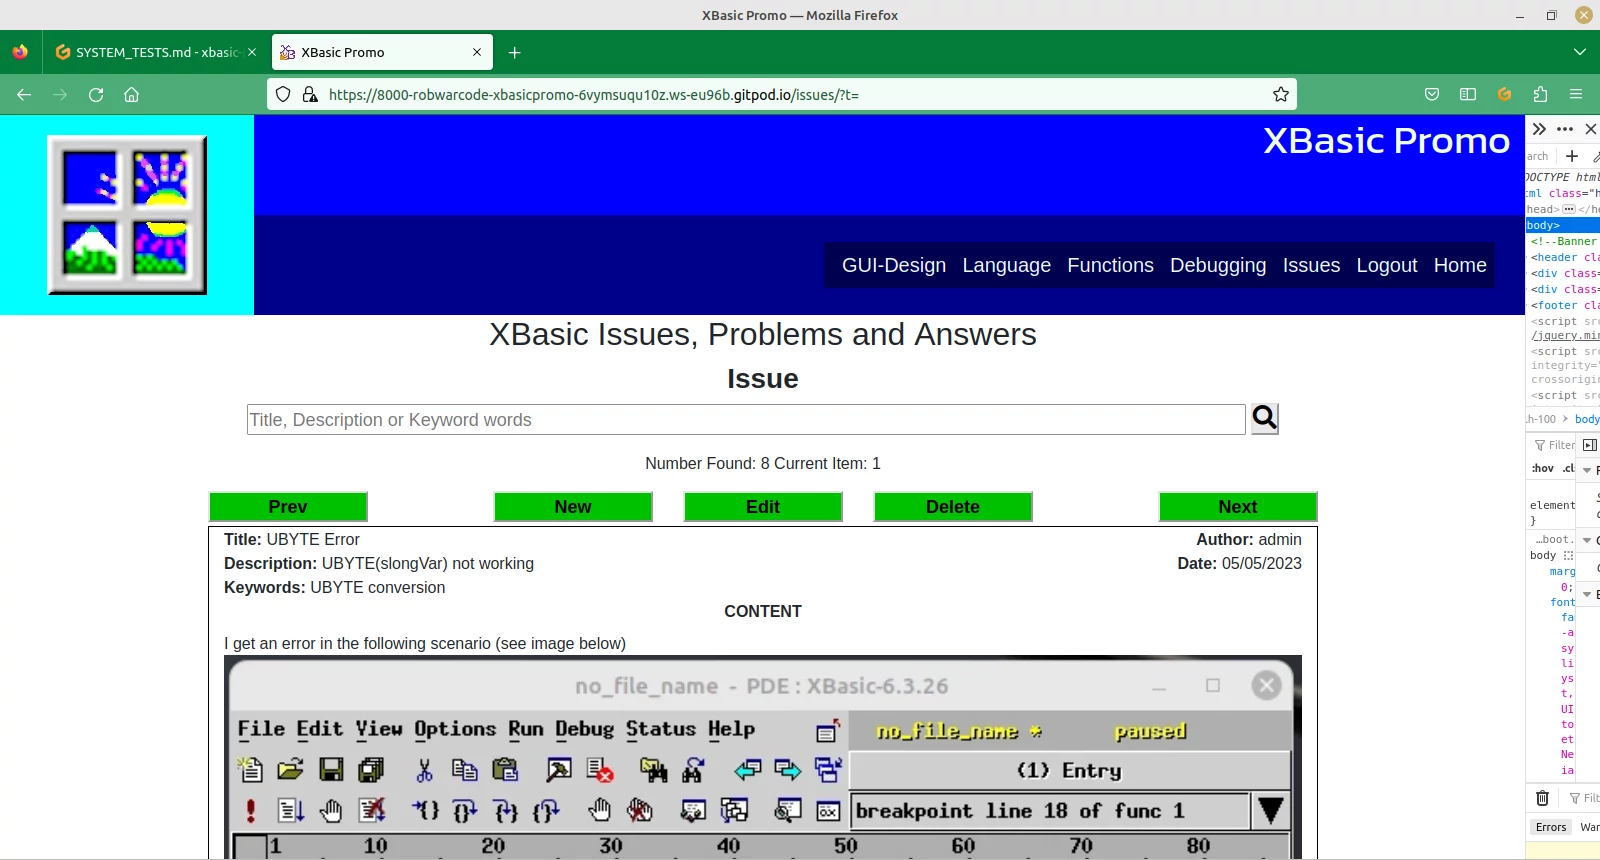 XBasic Promo — Mozilla Firefox
SYSTEM_TESTS.md - xbasic-
XBasic Promo
https://8000-robwarcode-xbasicpromo-6vymsuqu10z.ws-eu96b.gitpod.io/issues/?t=
XBasic Promo
GUI-Design Language Functions Debugging Issues Logout Home
XBasic Issues, Problems and Answers
Issue
Title, Description or Keyword words
Number Found: 8 Current Item: 1
Prev New Edit Delete Next
Title: UBYTE Error Author: admin
Description: UBYTE(slongVar) not working Date: 05/05/2023
Keywords: UBYTE conversion
CONTENT
I get an error in the following scenario (see image below)
no_file_name - PDE : XBasic-6.3.26
File Edit View Options Run Debug Status Help
no_file_name * paused
(1) Entry
breakpoint line 18 of func 1
1 10 20 30 40 50 60 70 80
arch
DOCTYPE html
tml class="h
head> ··· </he
body>
<!--Banner
<header cla
<div class=
<div class=
<footer cla
<script src
/jquery.min
<script src
integrity="
crossorigin
<script src
.h-100 > body
Filter
:hov .cl
element
}
…boot.
body
marg
0;
font
fa
-a
sy
li
ys
t,
UI
to
et
Ne
ia
Filt
Errors War